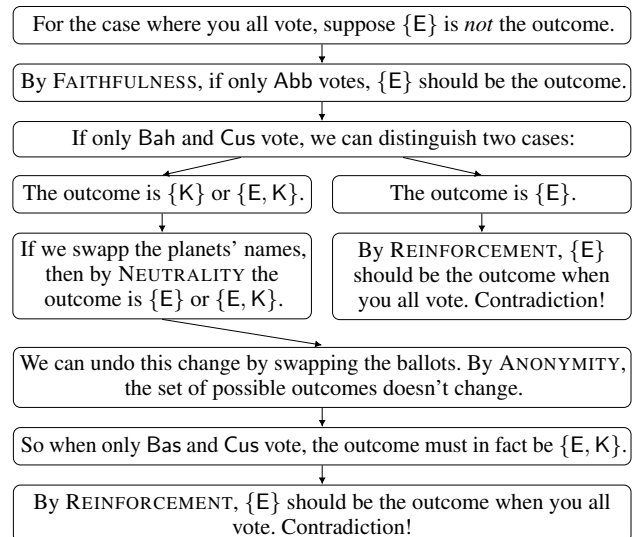 For the case where you all vote, suppose {E} is not the outcome.
By FAITHFULNESS, if only Abb votes, {E} should be the outcome.
If only Bah and Cus vote, we can distinguish two cases:
The outcome is {K} or {E, K}.
The outcome is {E}.
If we swapp the planets' names,
then by NEUTRALITY the
outcome is {E} or {E, K}.
By REINFORCEMENT, {E}
should be the outcome when
you all vote. Contradiction!
We can undo this change by swapping the ballots. By ANONYMITY,
the set of possible outcomes doesn't change.
So when only Bas and Cus vote, the outcome must in fact be {E, K}.
By REINFORCEMENT, {E} should be the outcome when you all
vote. Contradiction!